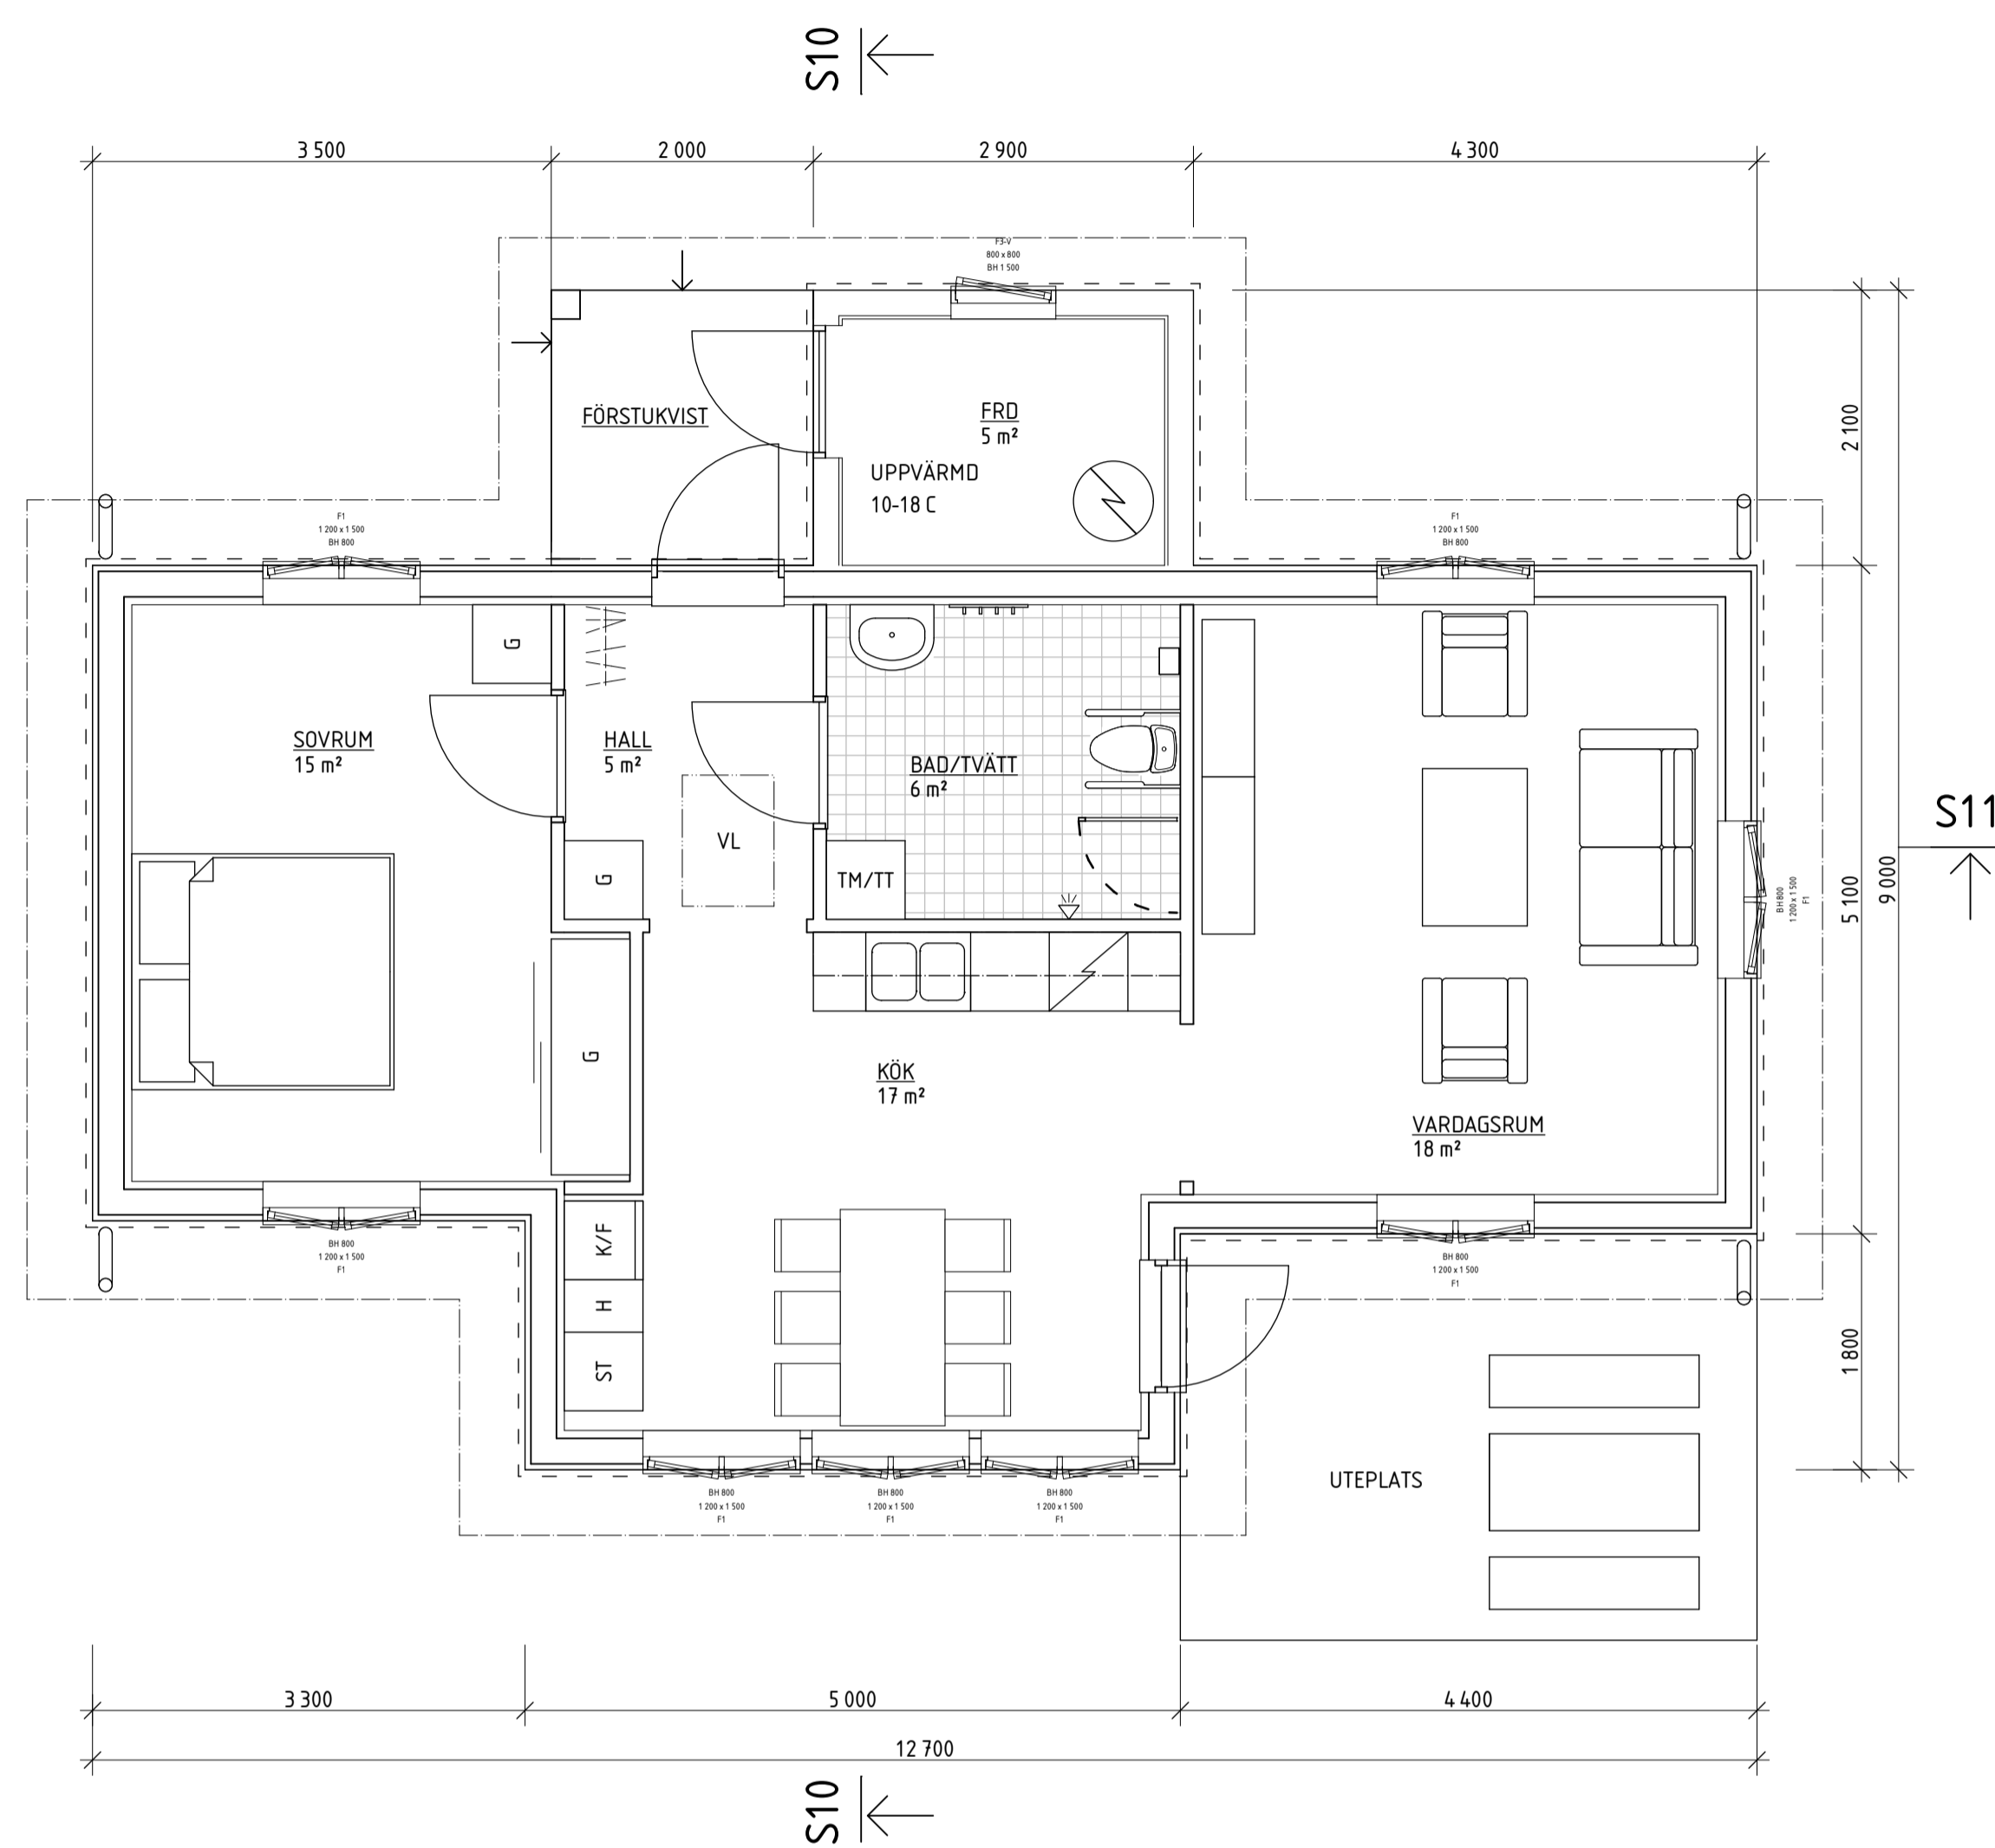 S10
3 500
2 000
2 900
4 300
F3-V
800 x 800
BH 1 500
FÖRSTUKVIST
FRD
5 m²
UPPVÄRMD
10-18 C
2 100
F1
1 200 x 1 500
BH 800
F1
1 200 x 1 500
BH 800
G
SOVRUM
15 m²
HALL
5 m²
BAD/TVÄTT
6 m²
VL
G
TM/TT
S11
BH 800
1 200 x 1 500
F1
5 100
9 000
G
KÖK
17 m²
VARDAGSRUM
18 m²
K/F
H
ST
BH 800
1 200 x 1 500
F1
BH 800
1 200 x 1 500
F1
1 800
UTEPLATS
BH 800
1 200 x 1 500
F1
BH 800
1 200 x 1 500
F1
BH 800
1 200 x 1 500
F1
3 300
5 000
4 400
12 700
S10